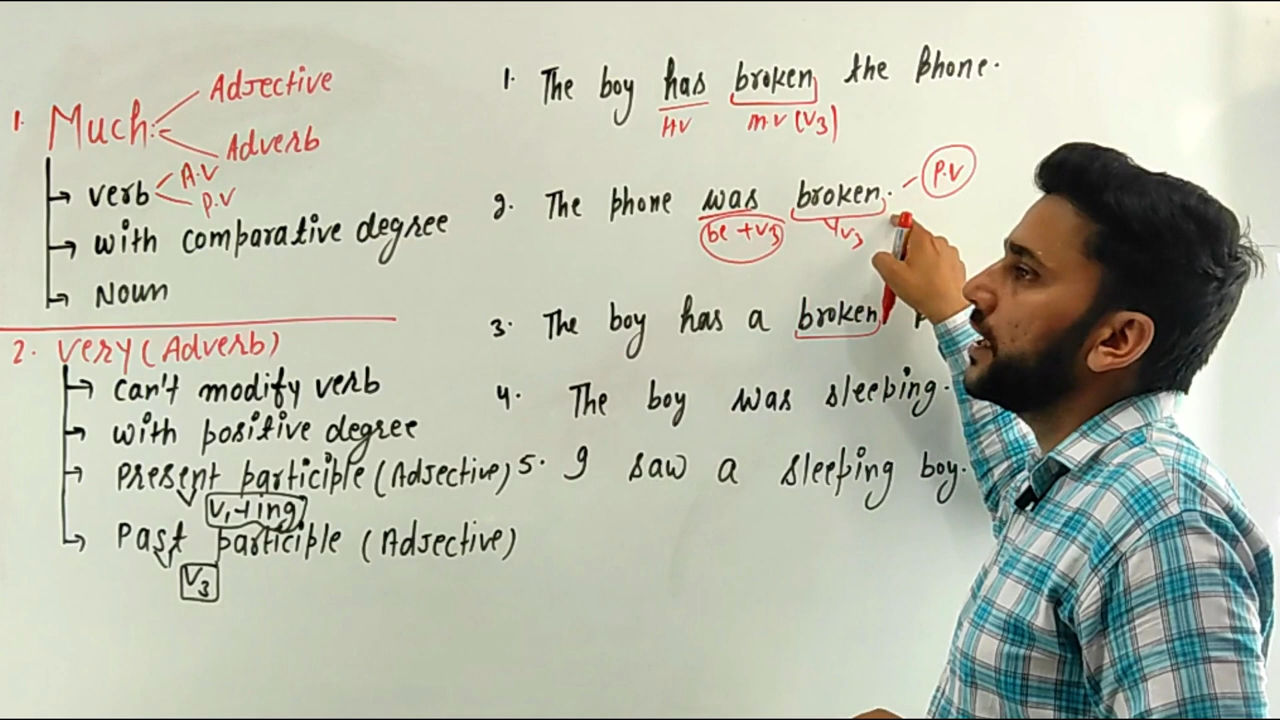 1. Much:
Adjective
Adverb
verb
A.V
P.V
with comparative degree
Noun
2. very (Adverb)
can't modify verb
with positive degree
Present participle (Adjective)
V1+ing
Past participle (Adjective)
V3
1. The boy has broken the Phone.
HV
m.v (V3)
2. The phone was broken.
P.V
be + V3
V3
3. The boy has a broken
4. The boy was sleeping.
5. I saw a sleeping boy.